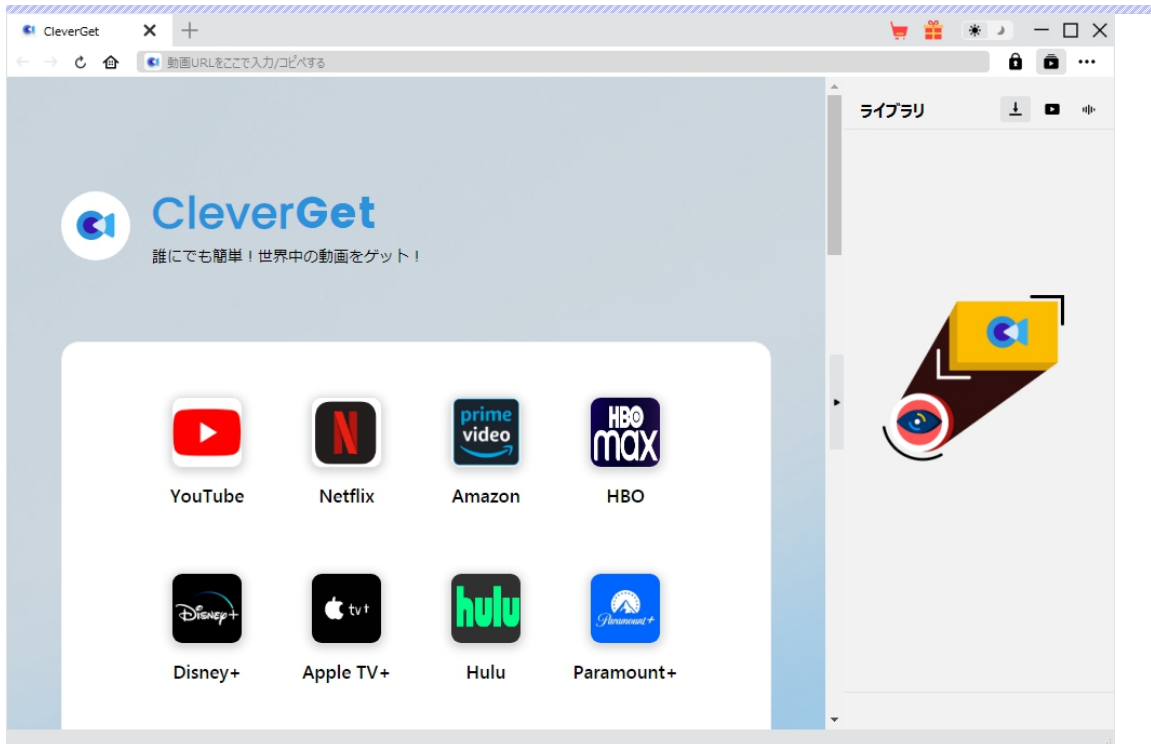 CleverGet
動画URLをここで入力/コピペする
ライブラリ
CleverGet
誰にでも簡単！世界中の動画をゲット！
prime video
HBO max
YouTube
Netflix
Amazon
HBO
Disney+
tv+
hulu
Paramount+
Disney+
Apple TV+
Hulu
Paramount+